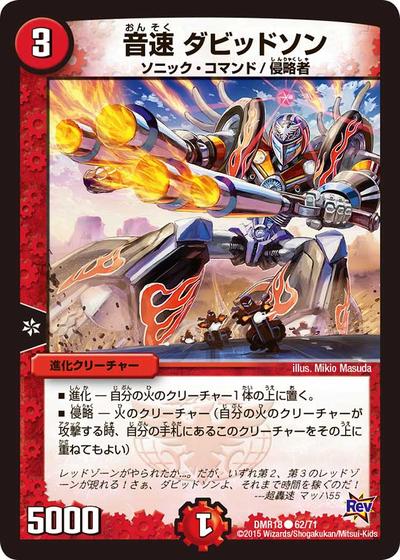 3
おんそく
音速 ダビッドソン
しんりゃくしゃ
ソニック・コマンド / 侵略者
illus. Mikio Masuda
進化クリーチャー
■ 進化 ― 自分の火のクリーチャー1体の上に置く。
■ 侵略 ― 火のクリーチャー（自分の火のクリーチャーが
攻撃する時、自分の手札にあるこのクリーチャーをその上に
重ねてもよい）
レッドゾーンがやられたか…。だが、いずれ第2、第3のレッドゾ
ーンが現れる！さぁ、ダビッドソンよ、それまで時間を稼ぐのだ！
---超轟速 マッハ55
Rev
5000
1
DMR18 ● 62/71
©2015 Wizards/Shogakukan/Mitsui-Kids